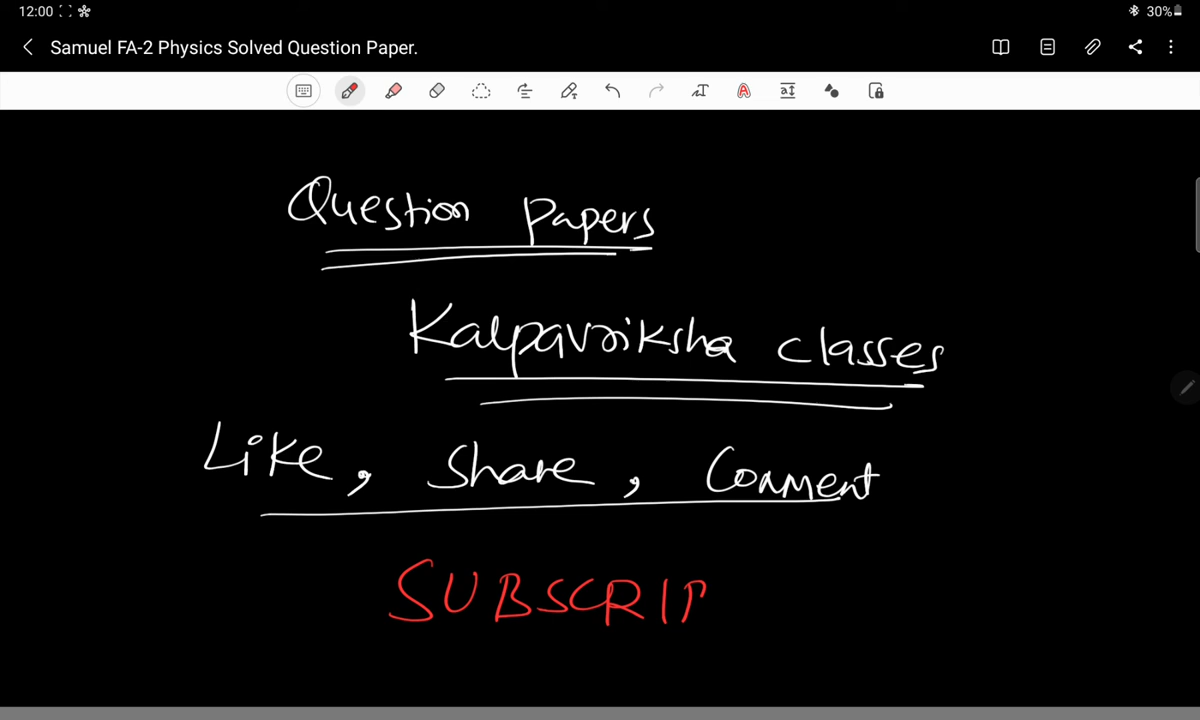 12:00 30%
Samuel FA-2 Physics Solved Question Paper.
Question Papers
Kalpavriksha classes
Like, Share, Comment
SUBSCRIP